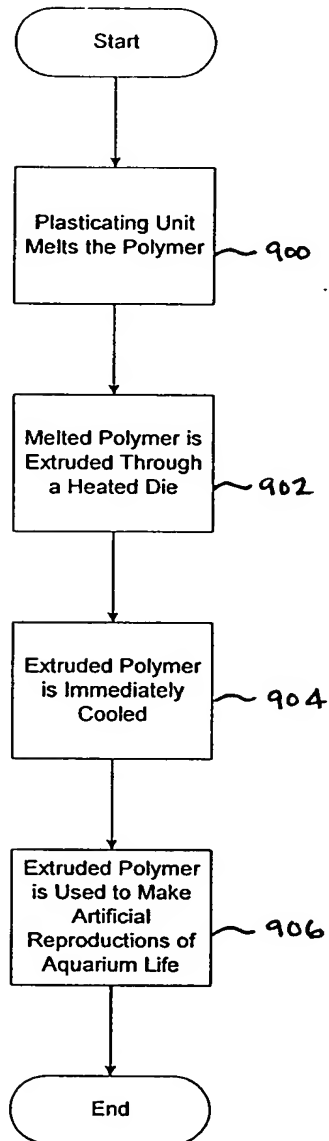 Start
Plasticating Unit
Melts the Polymer
900
Melted Polymer is
Extruded Through
a Heated Die
902
Extruded Polymer
is Immediately
Cooled
904
Extruded Polymer
is Used to Make
Artificial
Reproductions of
Aquarium Life
906
End